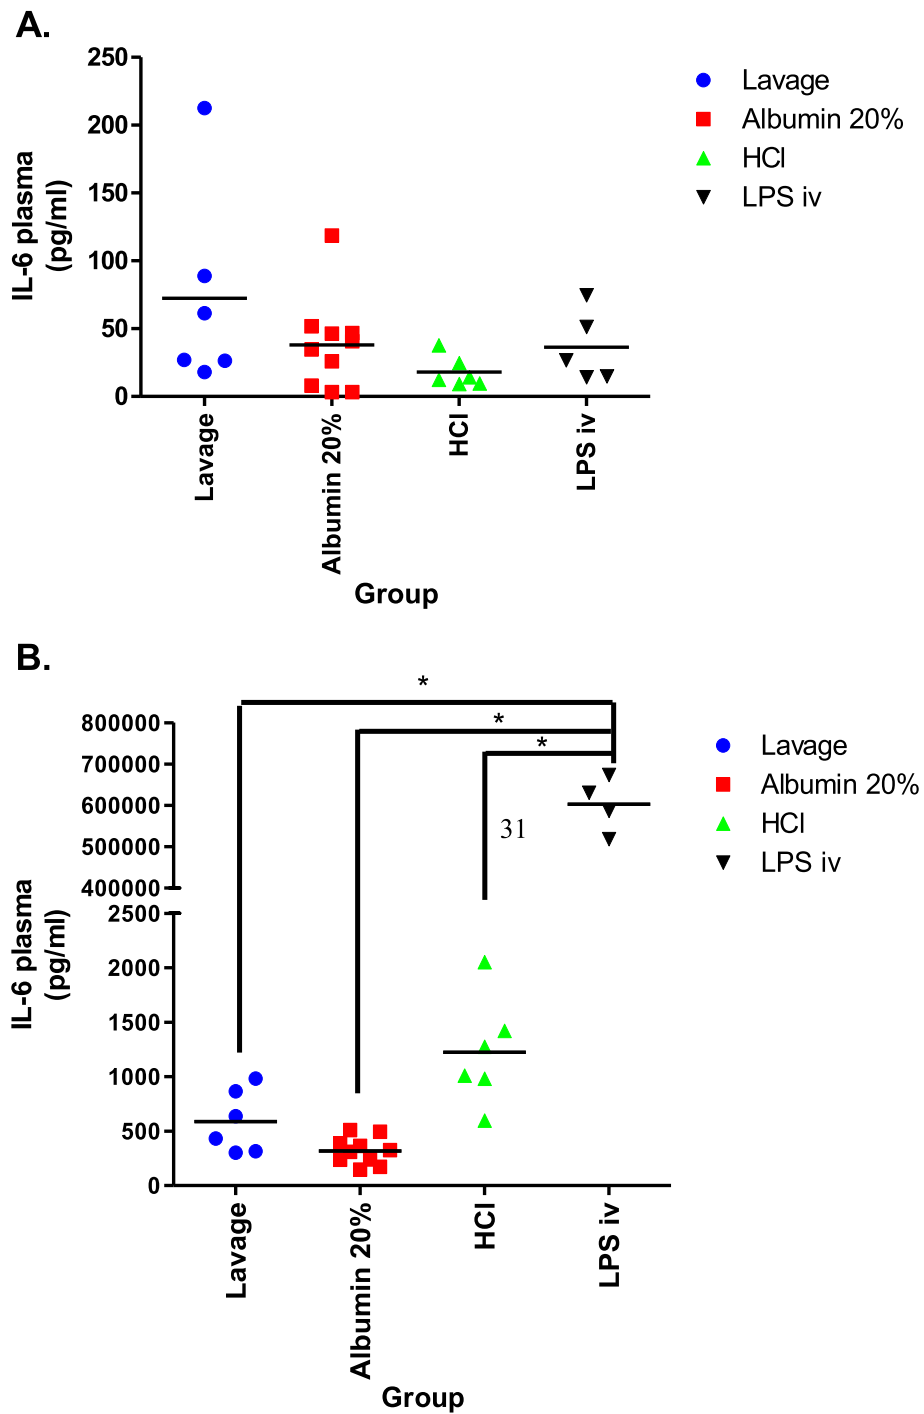 A.
250
200
150
100
50
0
IL-6 plasma
(pg/ml)
Lavage
Albumin 20%
HCl
LPS iv
Lavage
Albumin 20%
HCl
LPS iv
Group
B.
*
*
*
800000
700000
600000
500000
400000
2500
2000
1500
1000
500
0
IL-6 plasma
(pg/ml)
31
Lavage
Albumin 20%
HCl
LPS iv
Lavage
Albumin 20%
HCl
LPS iv
Group